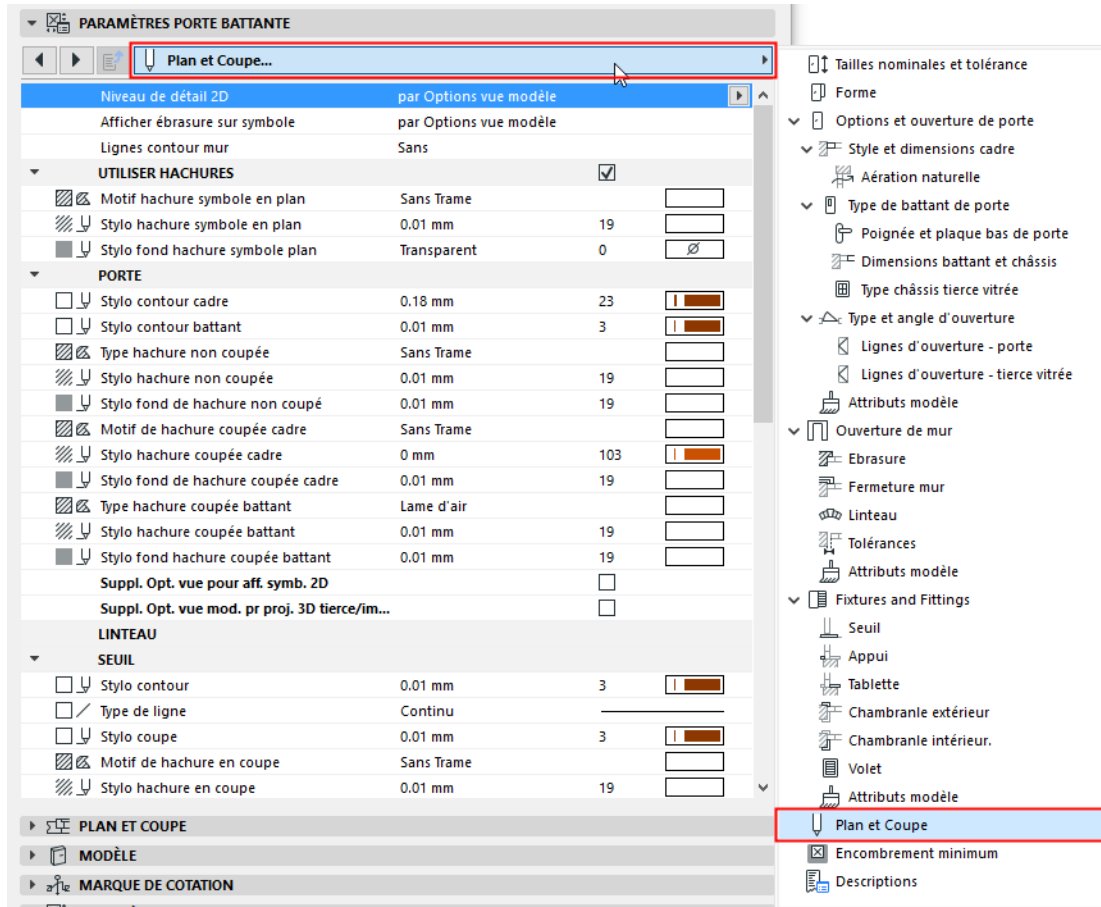 PARAMÈTRES PORTE BATTANTE
Plan et Coupe...
Niveau de détail 2D par Options vue modèle
Afficher ébrasure sur symbole par Options vue modèle
Lignes contour mur Sans
UTILISER HACHURES
Motif hachure symbole en plan Sans Trame
Stylo hachure symbole en plan 0.01 mm 19
Stylo fond hachure symbole plan Transparent 0
PORTE
Stylo contour cadre 0.18 mm 23
Stylo contour battant 0.01 mm 3
Type hachure non coupée Sans Trame
Stylo hachure non coupée 0.01 mm 19
Stylo fond de hachure non coupé 0.01 mm 19
Motif de hachure coupée cadre Sans Trame
Stylo hachure coupée cadre 0 mm 103
Stylo fond de hachure coupée cadre 0.01 mm 19
Type hachure coupée battant Lame d'air
Stylo hachure coupée battant 0.01 mm 19
Stylo fond hachure coupée battant 0.01 mm 19
Suppl. Opt. vue pour aff. symb. 2D
Suppl. Opt. vue mod. pr proj. 3D tierce/im...
LINTEAU
SEUIL
Stylo contour 0.01 mm 3
Type de ligne Continu
Stylo coupe 0.01 mm 3
Motif de hachure en coupe Sans Trame
Stylo hachure en coupe 0.01 mm 19
PLAN ET COUPE
MODÈLE
MARQUE DE COTATION
Tailles nominales et tolérance
Forme
Options et ouverture de porte
Style et dimensions cadre
Aération naturelle
Type de battant de porte
Poignée et plaque bas de porte
Dimensions battant et châssis
Type châssis tierce vitrée
Type et angle d'ouverture
Lignes d'ouverture - porte
Lignes d'ouverture - tierce vitrée
Attributs modèle
Ouverture de mur
Ebrasure
Fermeture mur
Linteau
Tolérances
Attributs modèle
Fixtures and Fittings
Seuil
Appui
Tablette
Chambranle extérieur
Chambranle intérieur.
Volet
Attributs modèle
Plan et Coupe
Encombrement minimum
Descriptions